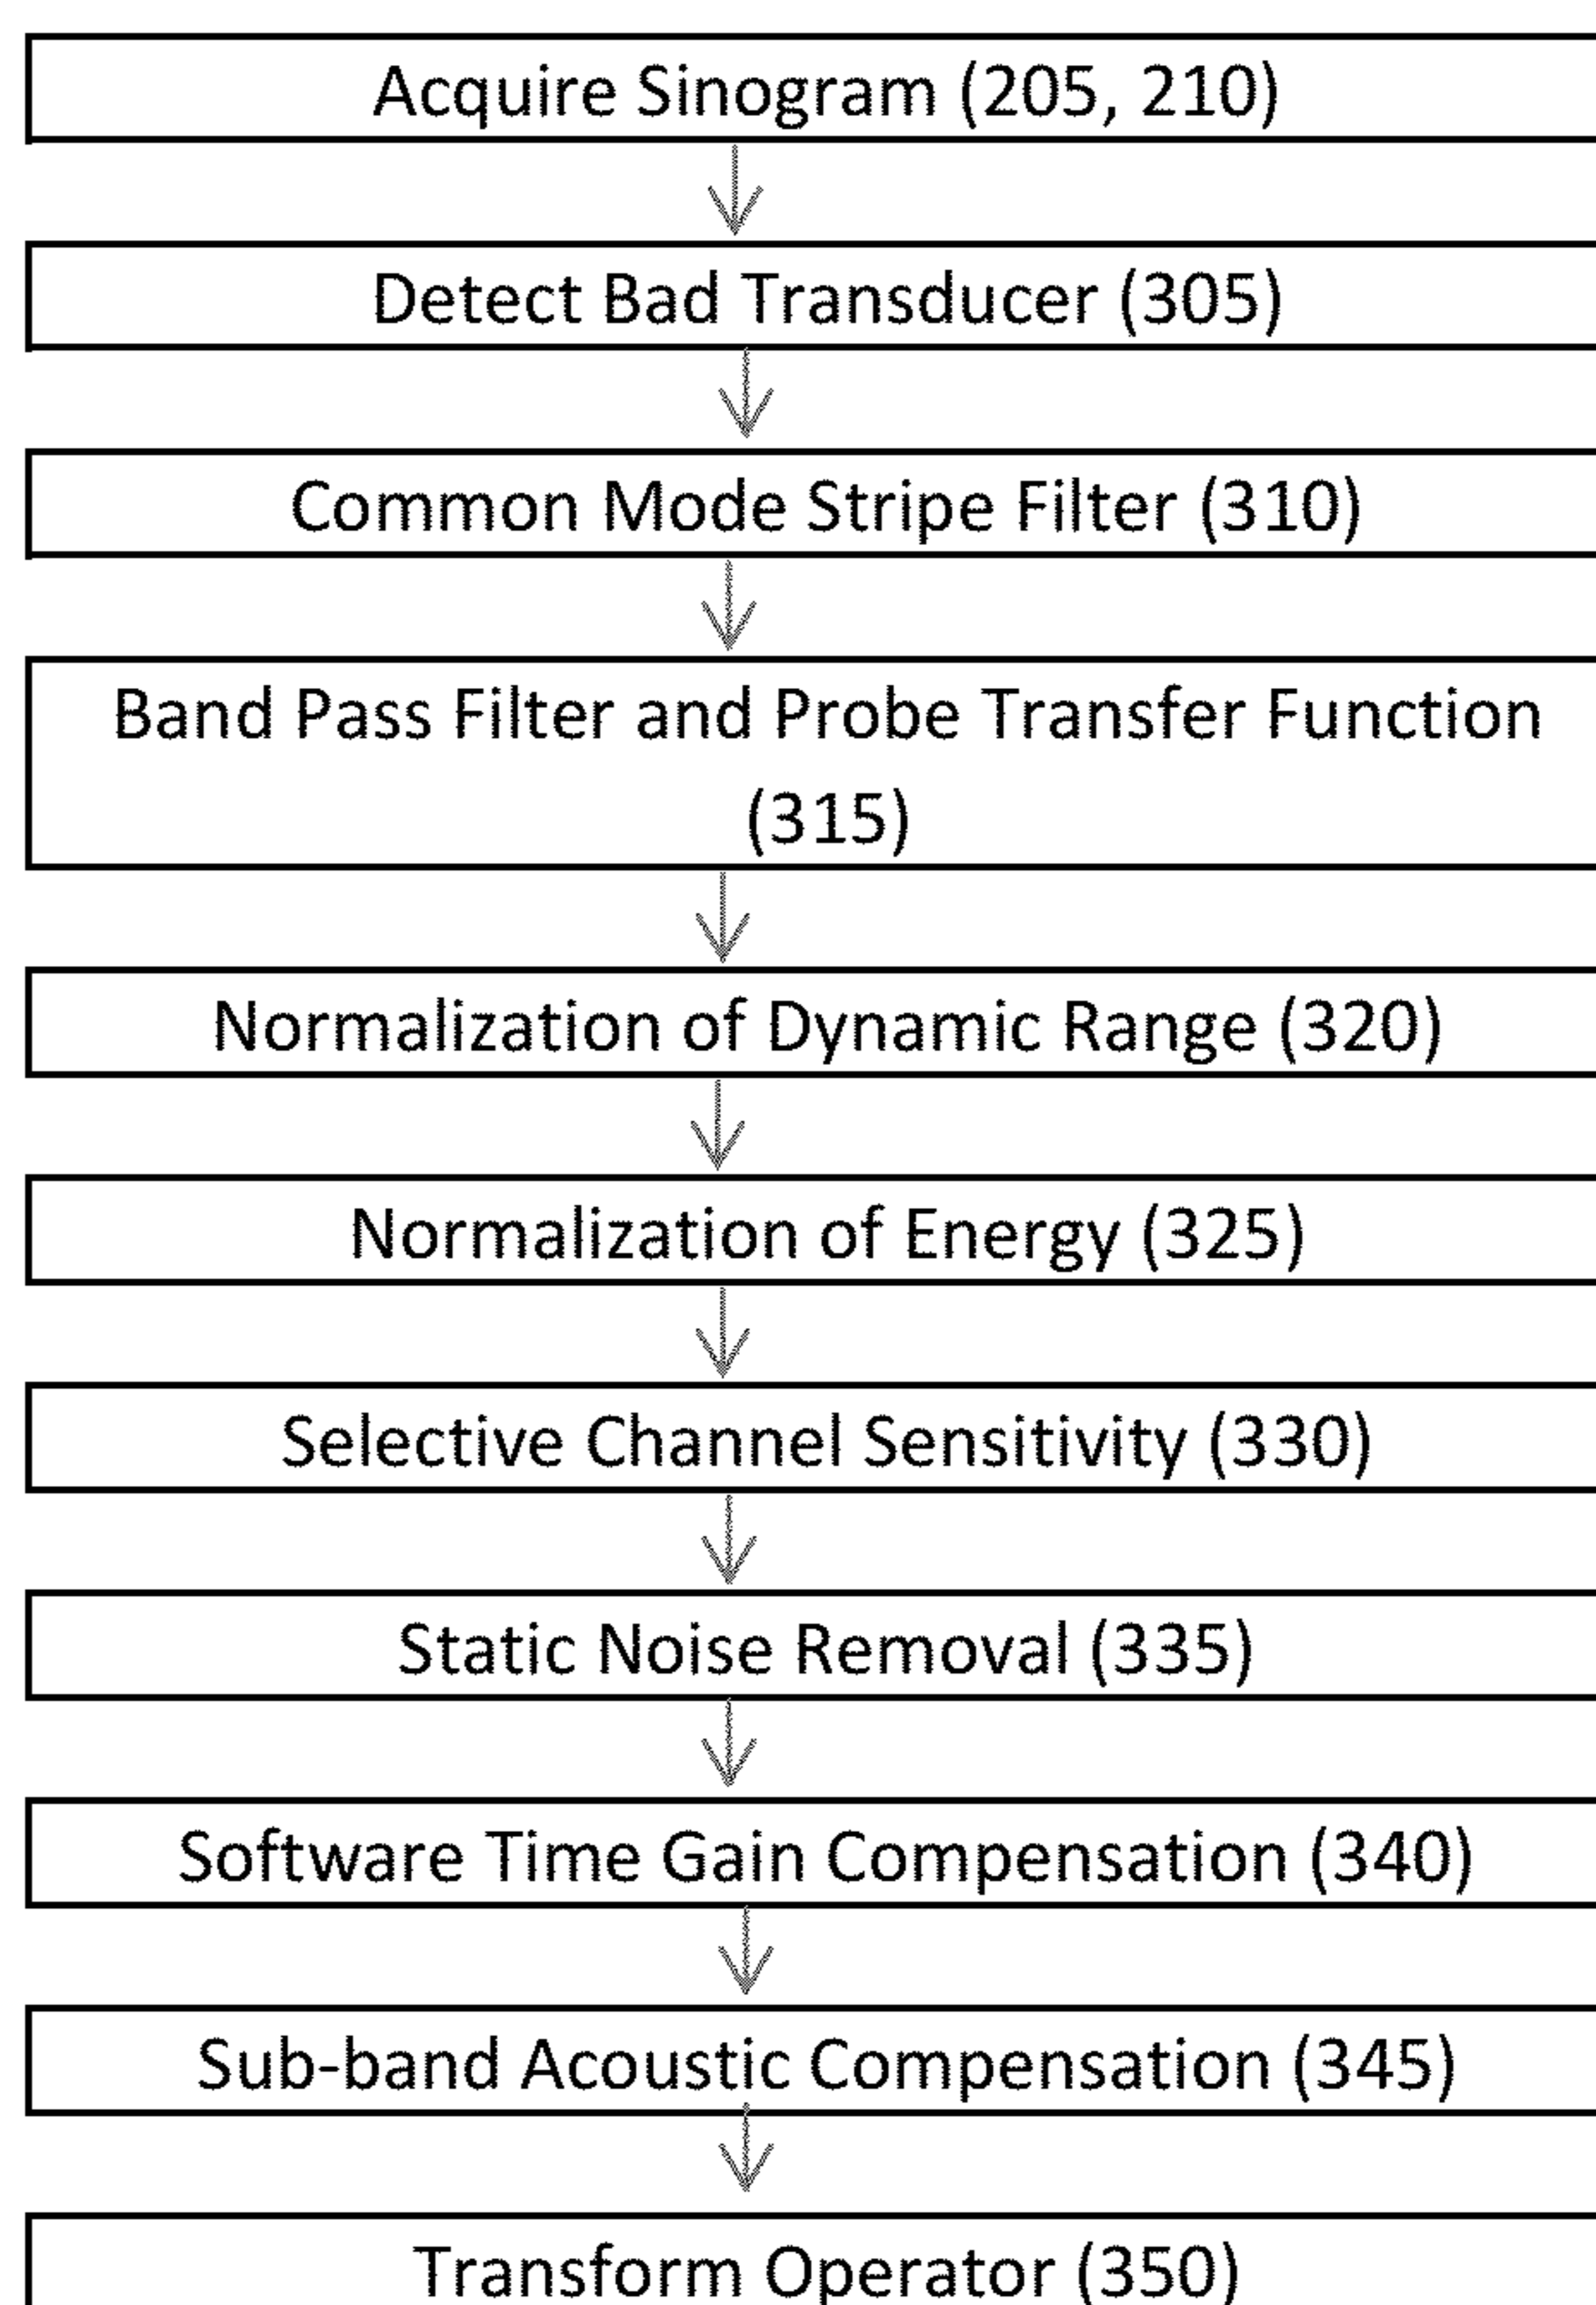 Acquire Sinogram (205, 210)
Detect Bad Transducer (305)
Common Mode Stripe Filter (310)
Band Pass Filter and Probe Transfer Function
(315)
Normalization of Dynamic Range (320)
Normalization of Energy (325)
Selective Channel Sensitivity (330)
Static Noise Removal (335)
Software Time Gain Compensation (340)
Sub-band Acoustic Compensation (345)
Transform Operator (350)